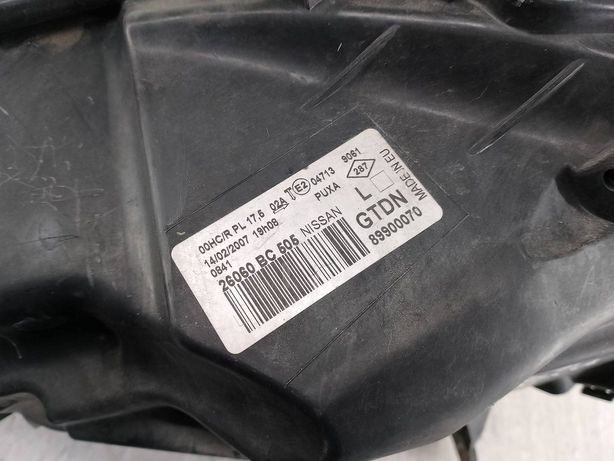 00HC/R PL 17,5 02A E2 04713 9061
14/02/2007 19h08 PUXA 287
0841
26060 BC 505 NISSAN L
GTDN
89900070
MADE IN EU